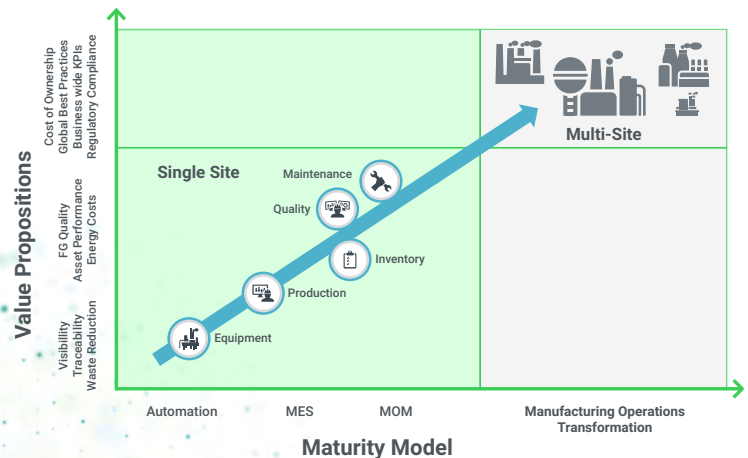 Value Propositions
Cost of Ownership
Global Best Practices
Business wide KPIs
Regulatory Compliance
FG Quality
Asset Performance
Energy Costs
Visibility
Traceability
Waste Reduction
Multi-Site
Single Site
Maintenance
Quality
Inventory
Production
Equipment
Automation
MES
MOM
Manufacturing Operations
Transformation
Maturity Model